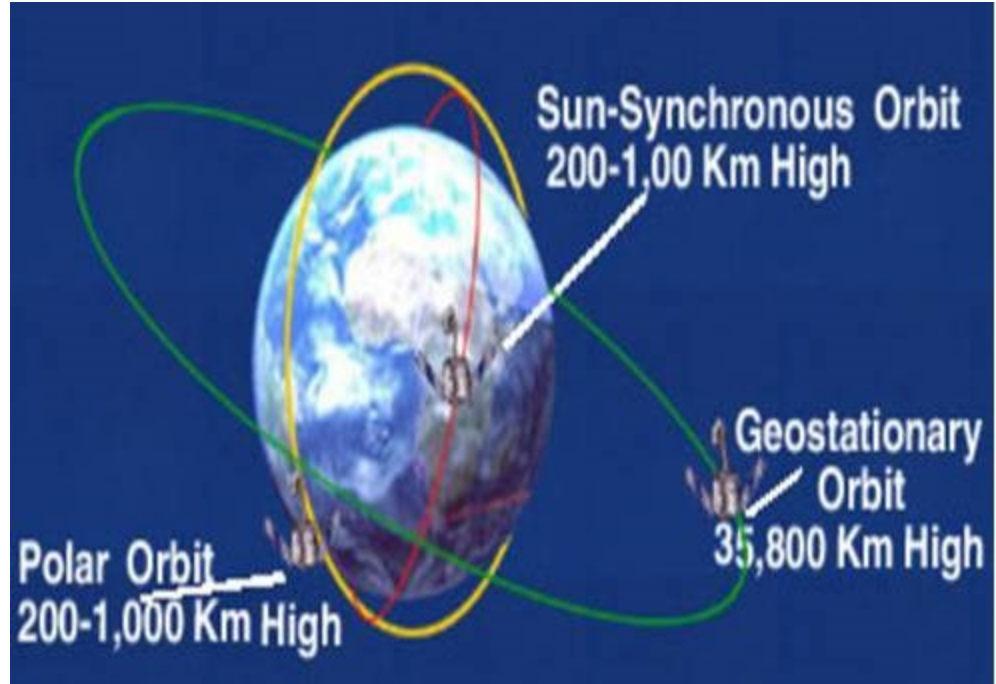 Sun-Synchronous Orbit
200-1,00 Km High
Geostationary
Orbit
35,800 Km High
Polar Orbit
200-1,000 Km High